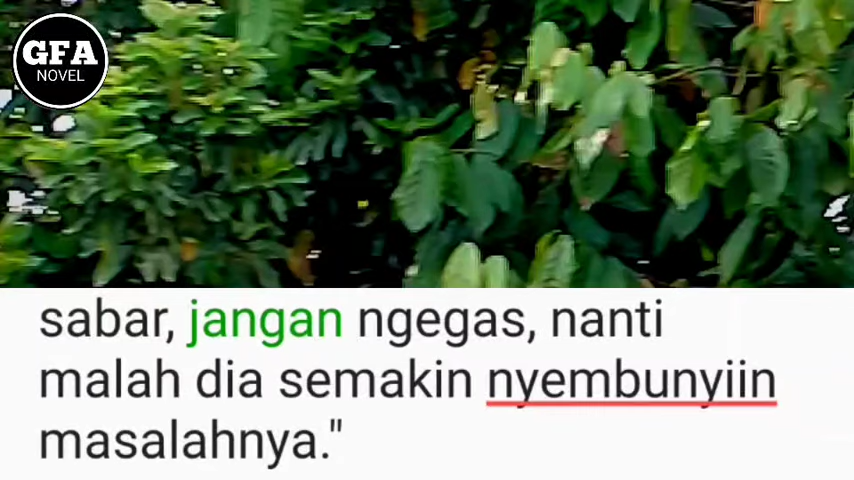 GFA
NOVEL
sabar, jangan ngegas, nanti
malah dia semakin nyembunyiin
masalahnya."